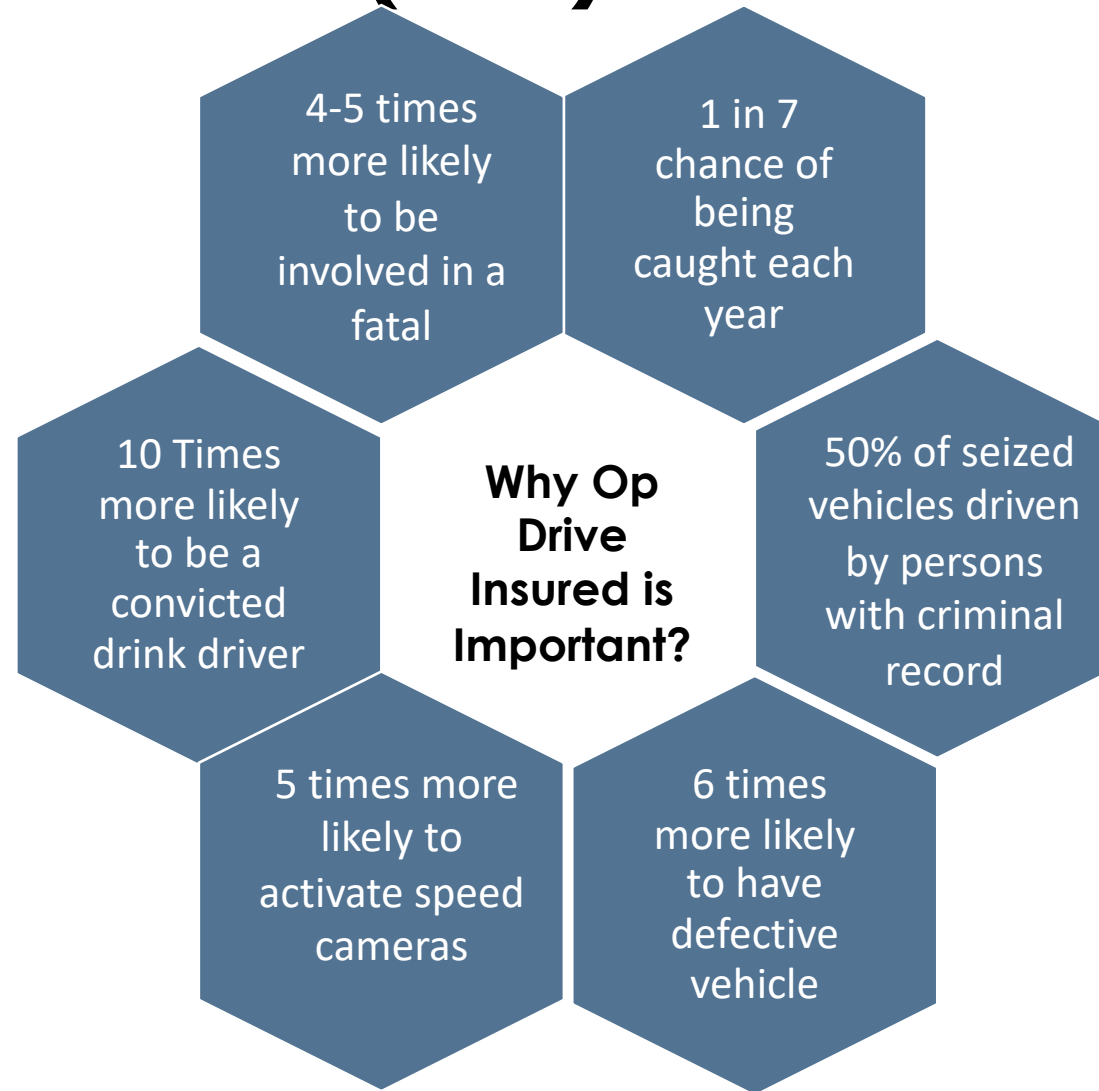 4-5 times
more likely
to be
involved in a
fatal
1 in 7
chance of
being
caught each
year
10 Times
more likely
to be a
convicted
drink driver
Why Op
Drive
Insured is
Important?
50% of seized
vehicles driven
by persons
with criminal
record
5 times more
likely to
activate speed
cameras
6 times
more likely
to have
defective
vehicle